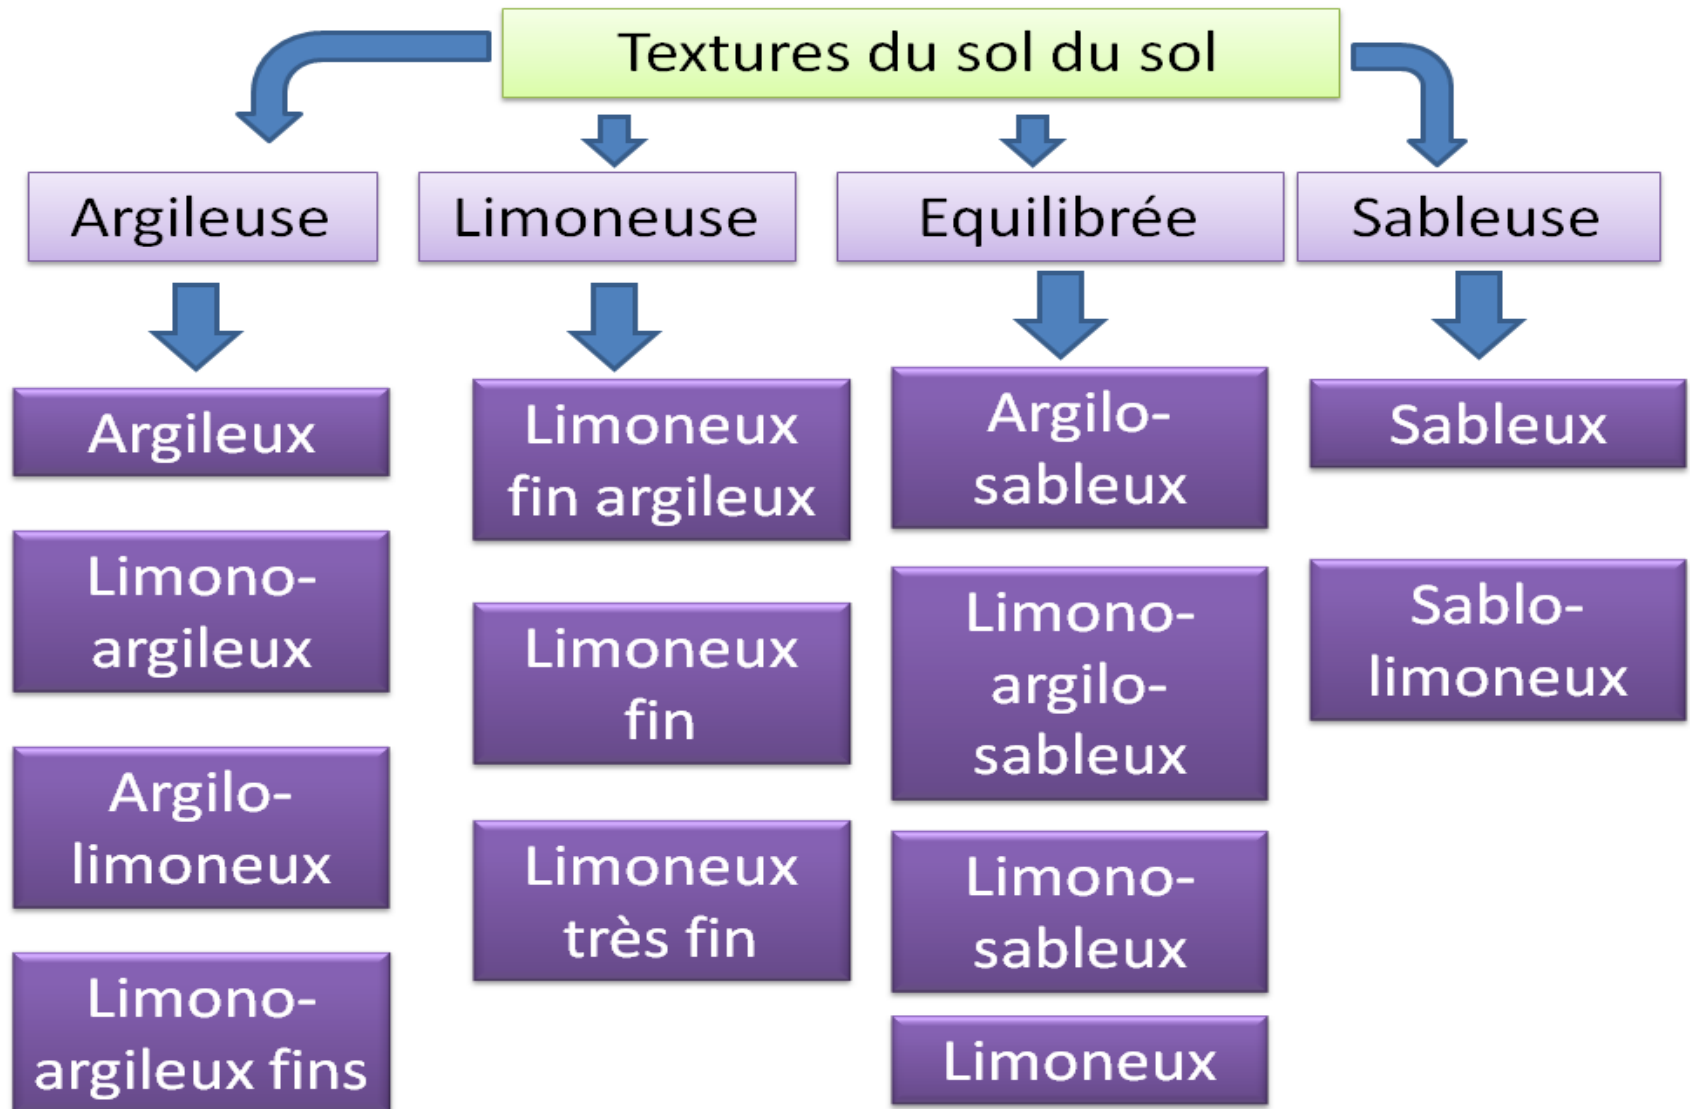 Textures du sol du sol
Argileuse
Limoneuse
Equilibrée
Sableuse
Argileux
Limono-
argileux
Argilo-
limoneux
Limono-
argileux fins
Limoneux
fin argileux
Limoneux
fin
Limoneux
très fin
Argilo-
sableux
Limono-
argilo-
sableux
Limono-
sableux
Limoneux
Sableux
Sablo-
limoneux